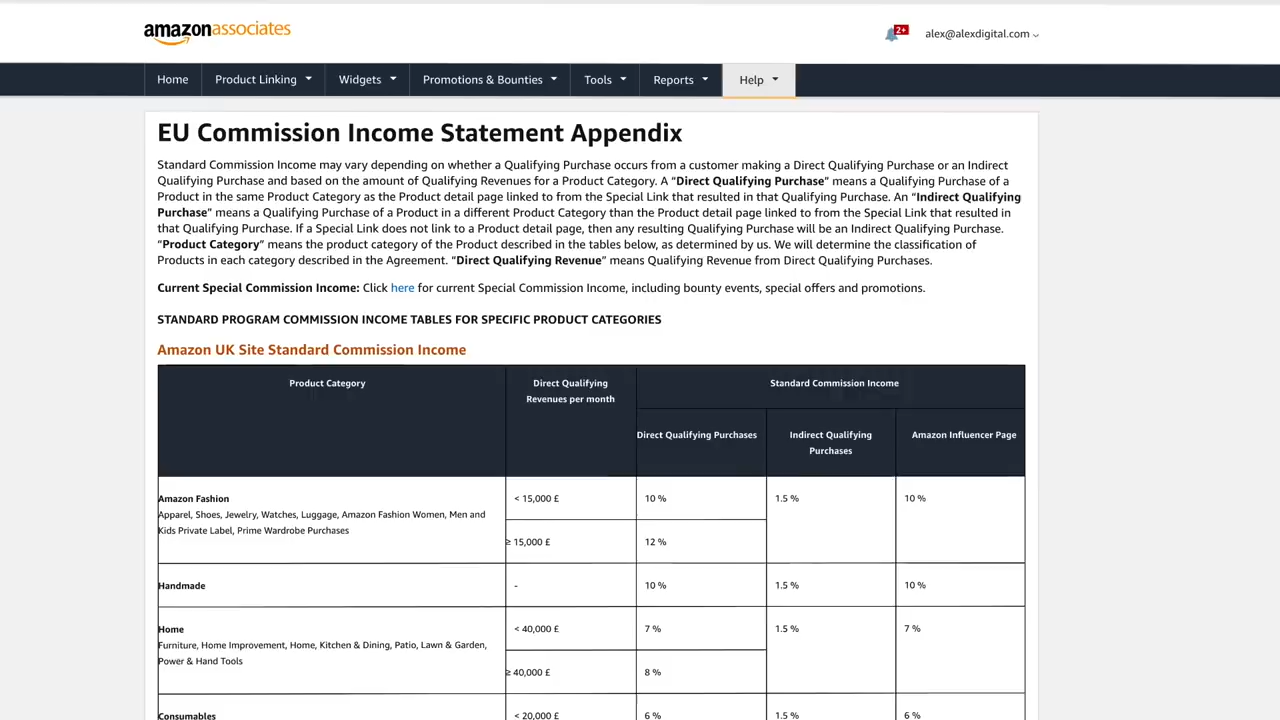 amazonassociates
2+
alex@alexdigital.com
Home Product Linking Widgets Promotions & Bounties Tools Reports Help
EU Commission Income Statement Appendix
Standard Commission Income may vary depending on whether a Qualifying Purchase occurs from a customer making a Direct Qualifying Purchase or an Indirect
Qualifying Purchase and based on the amount of Qualifying Revenues for a Product Category. A “Direct Qualifying Purchase” means a Qualifying Purchase of a
Product in the same Product Category as the Product detail page linked to from the Special Link that resulted in that Qualifying Purchase. An “Indirect Qualifying
Purchase” means a Qualifying Purchase of a Product in a different Product Category than the Product detail page linked to from the Special Link that resulted in
that Qualifying Purchase. If a Special Link does not link to a Product detail page, then any resulting Qualifying Purchase will be an Indirect Qualifying Purchase.
“Product Category” means the product category of the Product described in the tables below, as determined by us. We will determine the classification of
Products in each category described in the Agreement. “Direct Qualifying Revenue” means Qualifying Revenue from Direct Qualifying Purchases.
Current Special Commission Income: Click here for current Special Commission Income, including bounty events, special offers and promotions.
STANDARD PROGRAM COMMISSION INCOME TABLES FOR SPECIFIC PRODUCT CATEGORIES
Amazon UK Site Standard Commission Income
Product Category
Direct Qualifying
Revenues per month
Standard Commission Income
Direct Qualifying Purchases
Indirect Qualifying
Purchases
Amazon Influencer Page
Amazon Fashion
Apparel, Shoes, Jewelry, Watches, Luggage, Amazon Fashion Women, Men and
Kids Private Label, Prime Wardrobe Purchases
< 15,000 £ 10 % 1.5 % 10 %
≥ 15,000 £ 12 %
Handmade - 10 % 1.5 % 10 %
Home
Furniture, Home Improvement, Home, Kitchen & Dining, Patio, Lawn & Garden,
Power & Hand Tools
< 40,000 £ 7 % 1.5 % 7 %
≥ 40,000 £ 8 %
Consumables < 20,000 £ 6 % 1.5 % 6 %